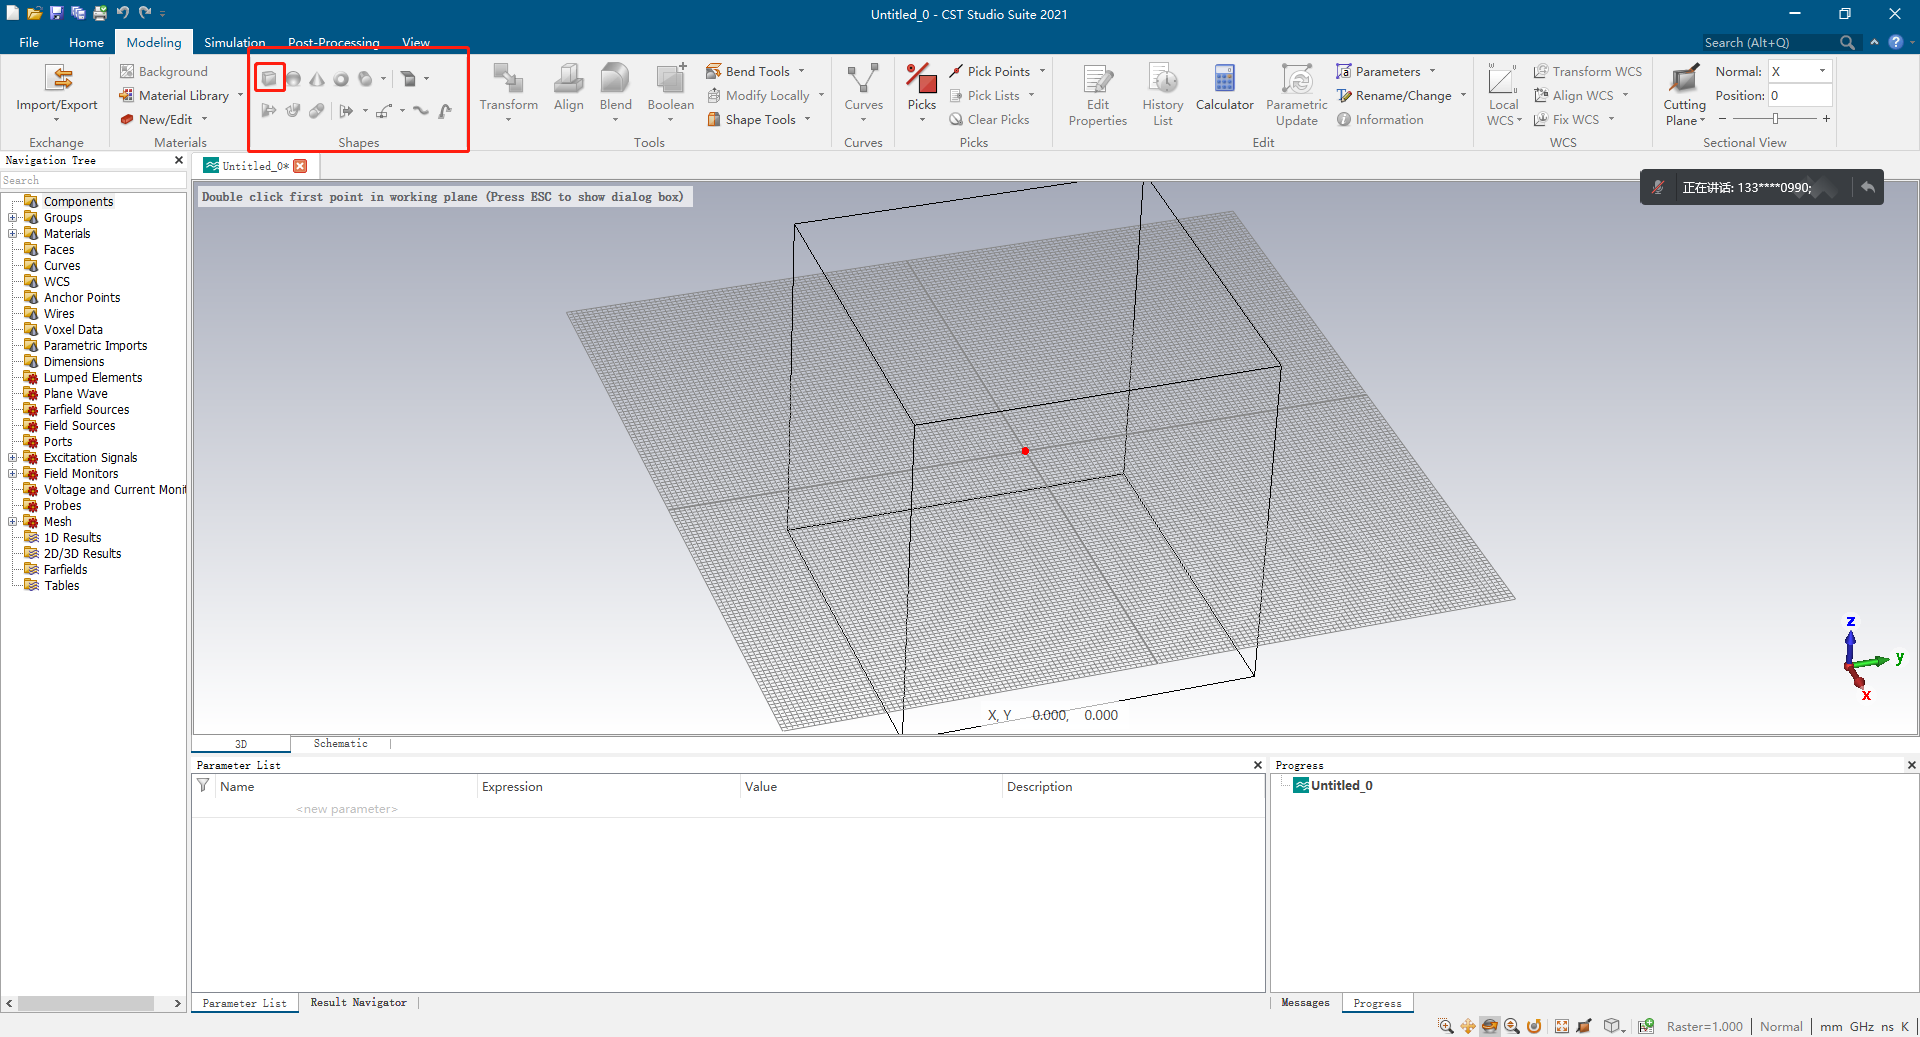 Untitled_0 - CST Studio Suite 2021
File Home Modeling Simulation Post-Processing View
Search (Alt+Q)
Import/Export
Exchange
Background
Material Library
New/Edit
Materials
Shapes
Transform
Align
Blend
Boolean
Bend Tools
Modify Locally
Shape Tools
Tools
Curves
Curves
Picks
Pick Points
Pick Lists
Clear Picks
Picks
Edit
Properties
History
List
Calculator
Parametric
Update
Parameters
Rename/Change
Information
Edit
Local
WCS
Transform WCS
Align WCS
Fix WCS
WCS
Cutting
Plane
Normal: X
Position: 0
Sectional View
Navigation Tree
Search
Components
Groups
Materials
Faces
Curves
WCS
Anchor Points
Wires
Voxel Data
Parametric Imports
Dimensions
Lumped Elements
Plane Wave
Farfield Sources
Field Sources
Ports
Excitation Signals
Field Monitors
Voltage and Current Moni
Probes
Mesh
1D Results
2D/3D Results
Farfields
Tables
Untitled_0*
Double click first point in working plane (Press ESC to show dialog box)
正在讲话: 133****0990;
z
y
x
X, Y 0.000, 0.000
3D Schematic
Parameter List
Name Expression Value Description
<new parameter>
Parameter List Result Navigator
Progress
Untitled_0
Messages Progress
Raster=1.000 Normal mm GHz ns K